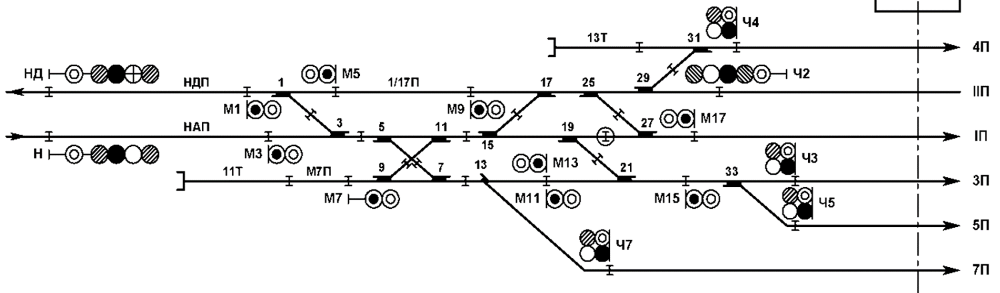 Ч4
13Т 31 4П
НД НДП 1 М5 1/17П 17 25 29 Ч2
IIП
М1 М9 М17
НАП 3 5 11 15 19 27 IП
Н М3 М13 Ч3
11Т М7П 9 7 13 21 33 3П
М7 М11 М15 Ч5
5П
Ч7
7П